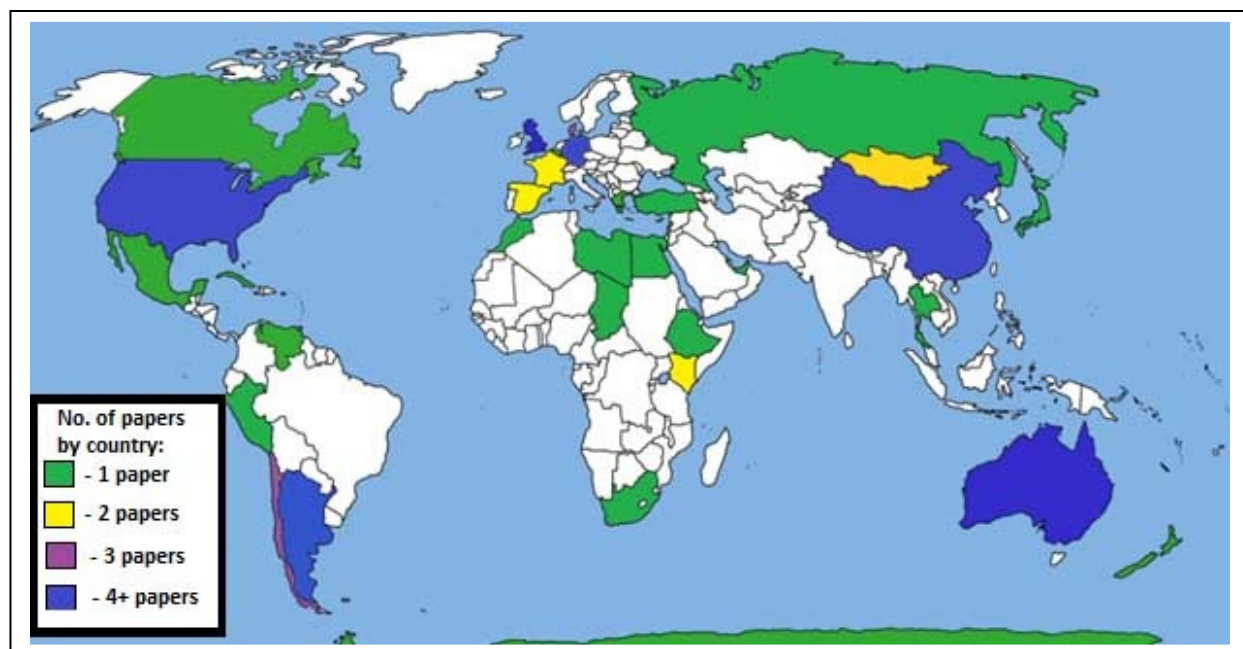 No. of papers
by country:
- 1 paper
- 2 papers
- 3 papers
- 4+ papers